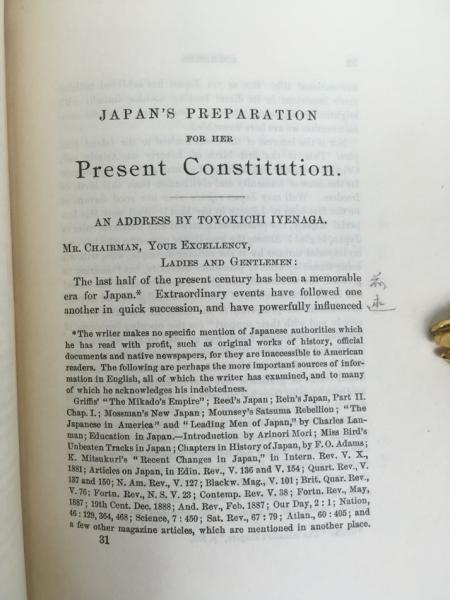 JAPAN'S PREPARATION
FOR HER
Present Constitution.
AN ADDRESS BY TOYOKICHI IYENAGA.
MR. CHAIRMAN, YOUR EXCELLENCY,
LADIES AND GENTLEMEN:
The last half of the present century has been a memorable
era for Japan.* Extraordinary events have followed one
another in quick succession, and have powerfully influenced
*The writer makes no specific mention of Japanese authorities which
he has read with profit, such as original works of history, official
documents and native newspapers, for they are inaccessible to American
readers. The following are perhaps the more important sources of infor-
mation in English, all of which the writer has examined, and to many
of which he acknowledges his indebtedness.
Griffis' "The Mikado's Empire"; Reed's Japan; Rein's Japan, Part II.
Chap. I.; Mossman's New Japan; Mounsey's Satsuma Rebellion; "The
Japanese in America" and "Leading Men of Japan," by Charles Lan-
man; Education in Japan.—Introduction by Arinori Mori; Miss Bird's
Unbeaten Tracks in Japan; Chapters in History of Japan, by F. O. Adams;
K. Mitsukuri's "Recent Changes in Japan," in Intern. Rev. V. X.,
1881; Articles on Japan, in Edin. Rev., V. 136 and V. 154; Quart. Rev., V.
137 and 150; N. Am. Rev., V. 127; Blackw. Mag., V. 101; Brit. Quar. Rev.,
V. 76; Fortn. Rev., N. S. V. 23; Contemp. Rev. V. 38; Fortn. Rev., May,
1887; 19th Cent. Dec. 1888; And. Rev., Feb. 1887; Our Day, 2:1; Nation,
46:129, 364, 468; Science, 7:450; Sat. Rev., 67:79; Atlan., 60:405; and
a few other magazine articles, which are mentioned in another place.
31